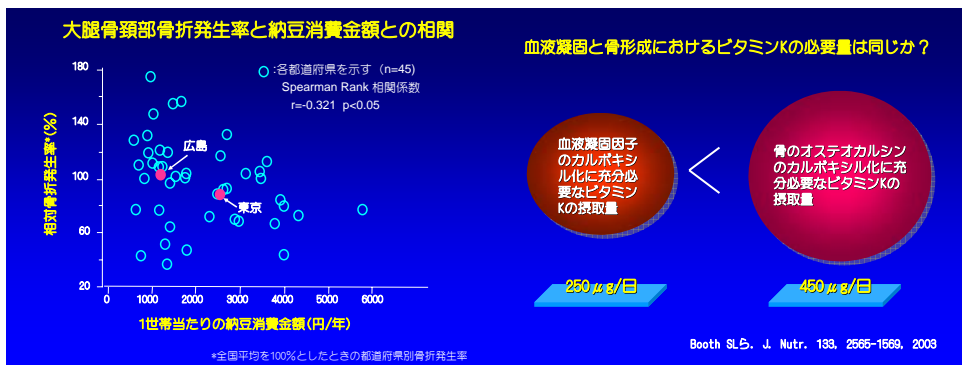 大腿骨頚部骨折発生率と納豆消費金額との相関
○:各都道府県を示す (n=45)
Spearman Rank 相関係数
r=-0.321 p<0.05
相対骨折発生率*(%)
180
140
100
60
20
広島
東京
0 1000 2000 3000 4000 5000 6000
1世帯当たりの納豆消費金額(円/年)
*全国平均を100%としたときの都道府県別骨折発生率
血液凝固と骨形成におけるビタミンKの必要量は同じか?
血液凝固因子
のカルボキシ
ル化に充分必
要なビタミン
Kの摂取量
<
骨のオステオカルシン
のカルボキシル化に充
分必要なビタミンKの
摂取量
250μg/日
450μg/日
Booth SLら. J. Nutr. 133, 2565-1569, 2003